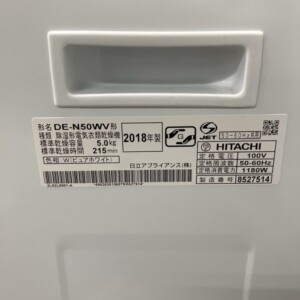 形名 DE-N50WV形
種類 除湿形電気衣類乾燥機
標準乾燥容量 5.0kg
標準乾燥時間 215min
色相 W(ピュアホワイト)
2018年製
日立アプライアンス(株)
HITACHI
定格電圧 100V
定格周波数 50-60Hz
定格消費電力 1180W
製造番号 8527514